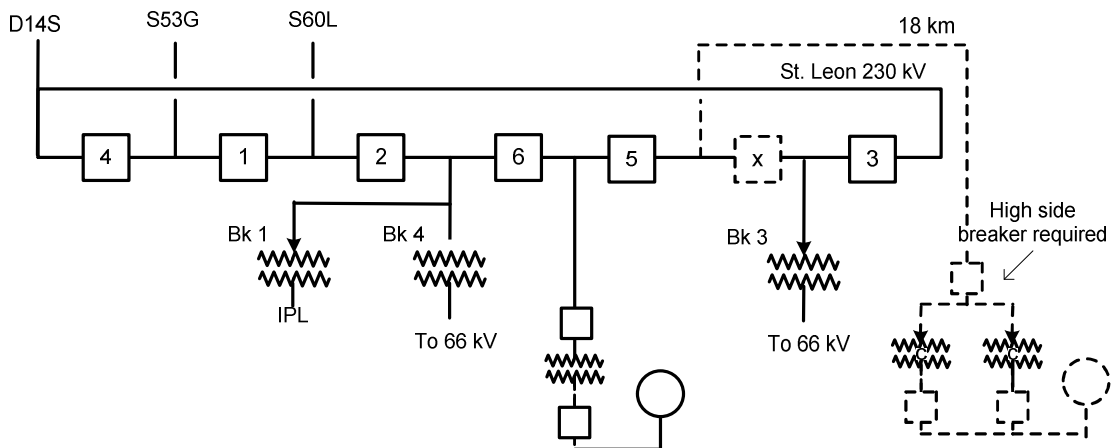 D14S
S53G
S60L
18 km
St. Leon 230 kV
4
1
2
6
5
x
3
Bk 1
Bk 4
Bk 3
High side
breaker required
IPL
To 66 kV
To 66 kV
C
C